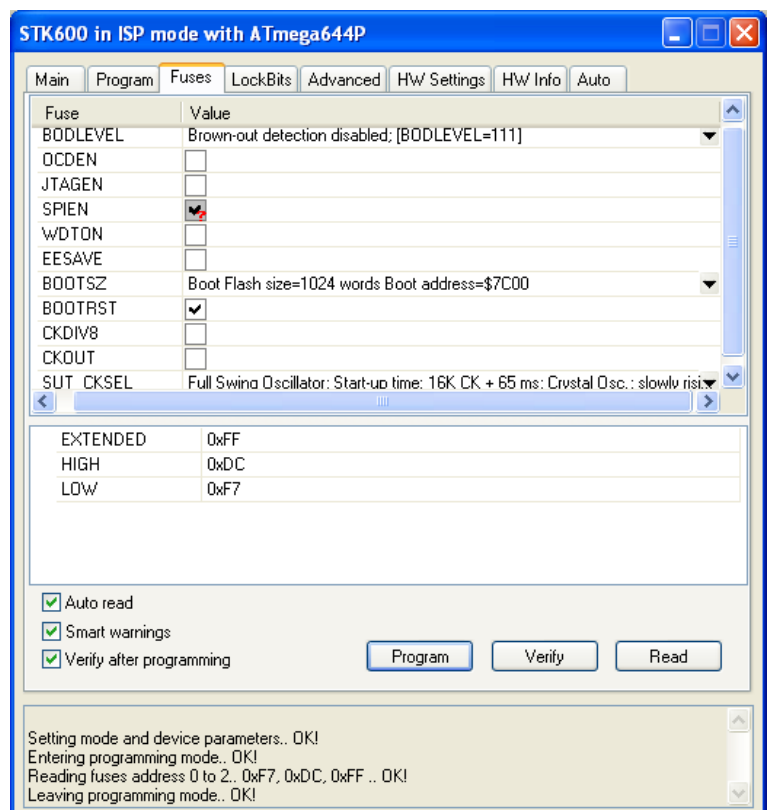 STK600 in ISP mode with ATmega644P
Main Program Fuses LockBits Advanced HW Settings HW Info Auto
Fuse Value
BODLEVEL Brown-out detection disabled; [BODLEVEL=111]
OCDEN
JTAGEN
SPIEN
WDTON
EESAVE
BOOTSZ Boot Flash size=1024 words Boot address=$7C00
BOOTRST
CKDIV8
CKOUT
SUT_CKSEL Full Swing Oscillator; Start-up time: 16K CK + 65 ms; Crystal Osc.; slowly risi...
EXTENDED 0xFF
HIGH 0xDC
LOW 0xF7
Auto read
Smart warnings
Verify after programming
Program Verify Read
Setting mode and device parameters.. OK!
Entering programming mode.. OK!
Reading fuses address 0 to 2.. 0xF7, 0xDC, 0xFF .. OK!
Leaving programming mode.. OK!